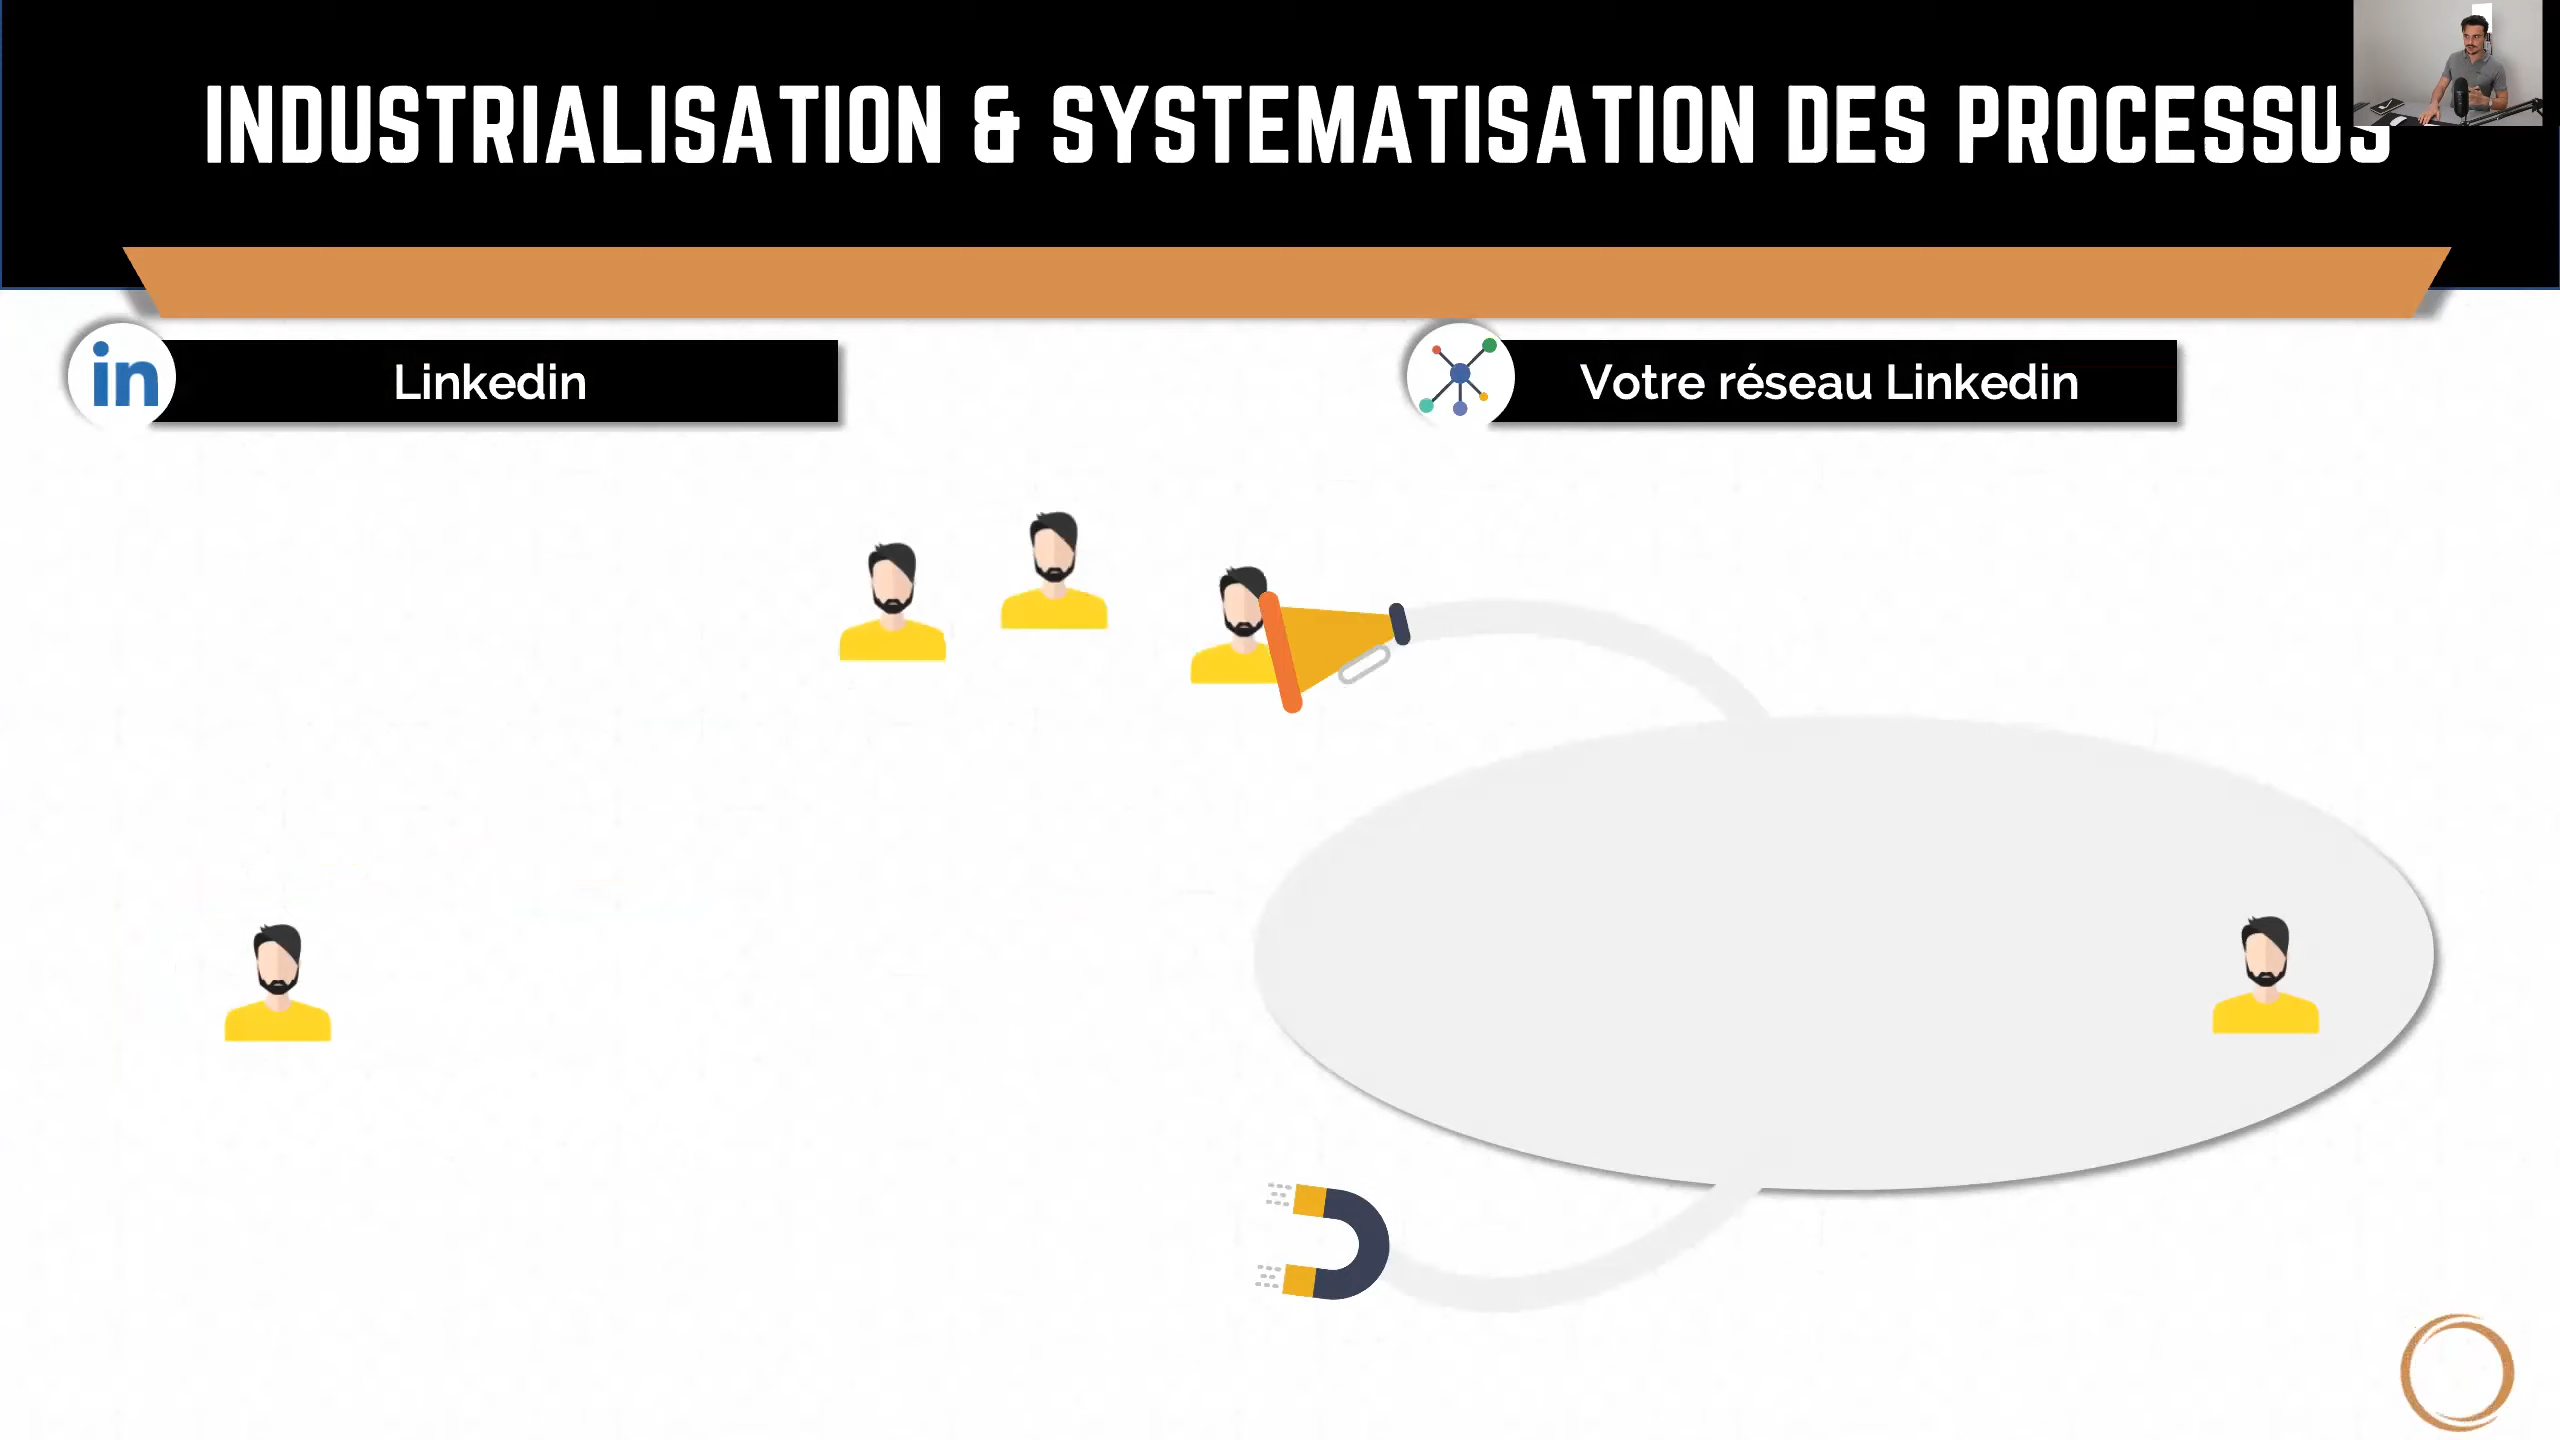 INDUSTRIALISATION & SYSTEMATISATION DES PROCESSUS
in
Linkedin
Votre réseau Linkedin